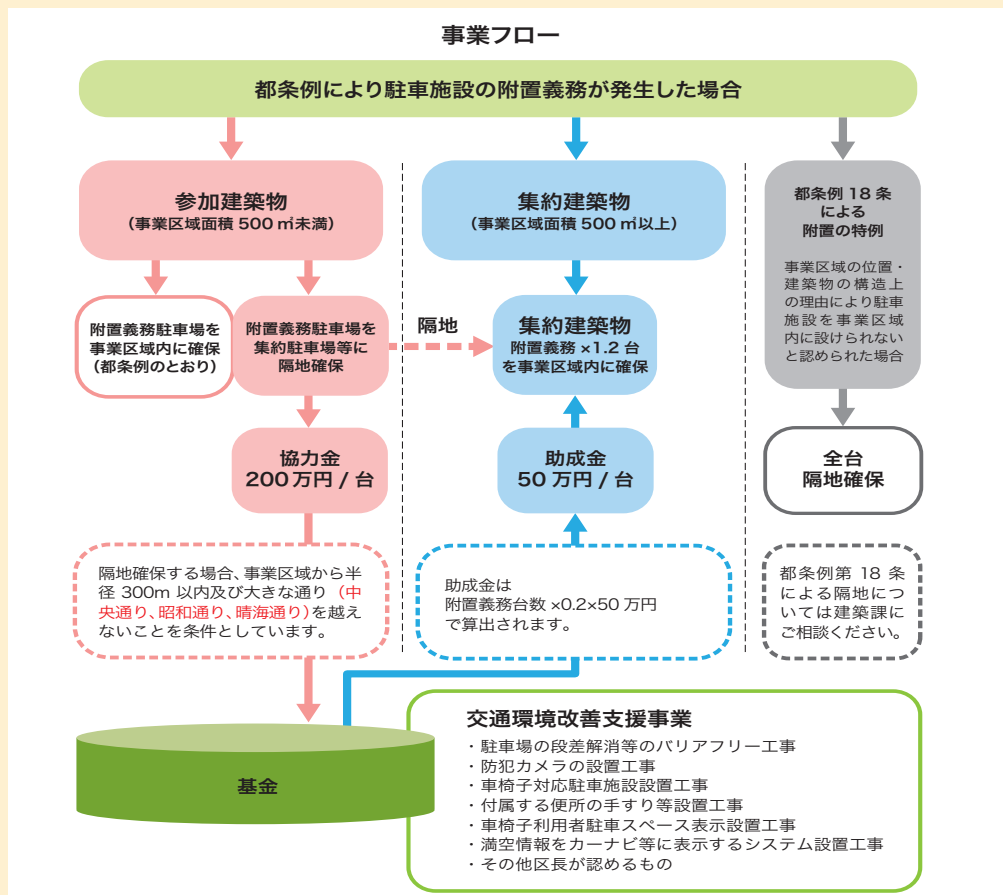 事業フロー
都条例により駐車施設の附置義務が発生した場合
参加建築物
（事業区域面積 500 ㎡未満）
附置義務駐車場を
事業区域内に確保
（都条例のとおり）
附置義務駐車場を
集約駐車場等に
隔地確保
協力金
200 万円 / 台
隔地確保する場合、事業区域から半
径 300m 以内及び大きな通り（中
央通り、昭和通り、晴海通り）を越え
ないことを条件としています。
隔地
集約建築物
（事業区域面積 500 ㎡以上）
集約建築物
附置義務 ×1.2 台
を事業区域内に確保
助成金
50 万円 / 台
助成金は
附置義務台数 ×0.2×50 万円
で算出されます。
都条例 18 条
による
附置の特例
事業区域の位置・
建築物の構造上
の理由により駐車
施設を事業区域
内に設けられない
と認められた場合
全台
隔地確保
都条例第 18 条
による隔地につ
いては建築課に
ご相談ください。
基金
交通環境改善支援事業
・駐車場の段差解消等のバリアフリー工事
・防犯カメラの設置工事
・車椅子対応駐車施設設置工事
・付属する便所の手すり等設置工事
・車椅子利用者駐車スペース表示設置工事
・満空情報をカーナビ等に表示するシステム設置工事
・その他区長が認めるもの